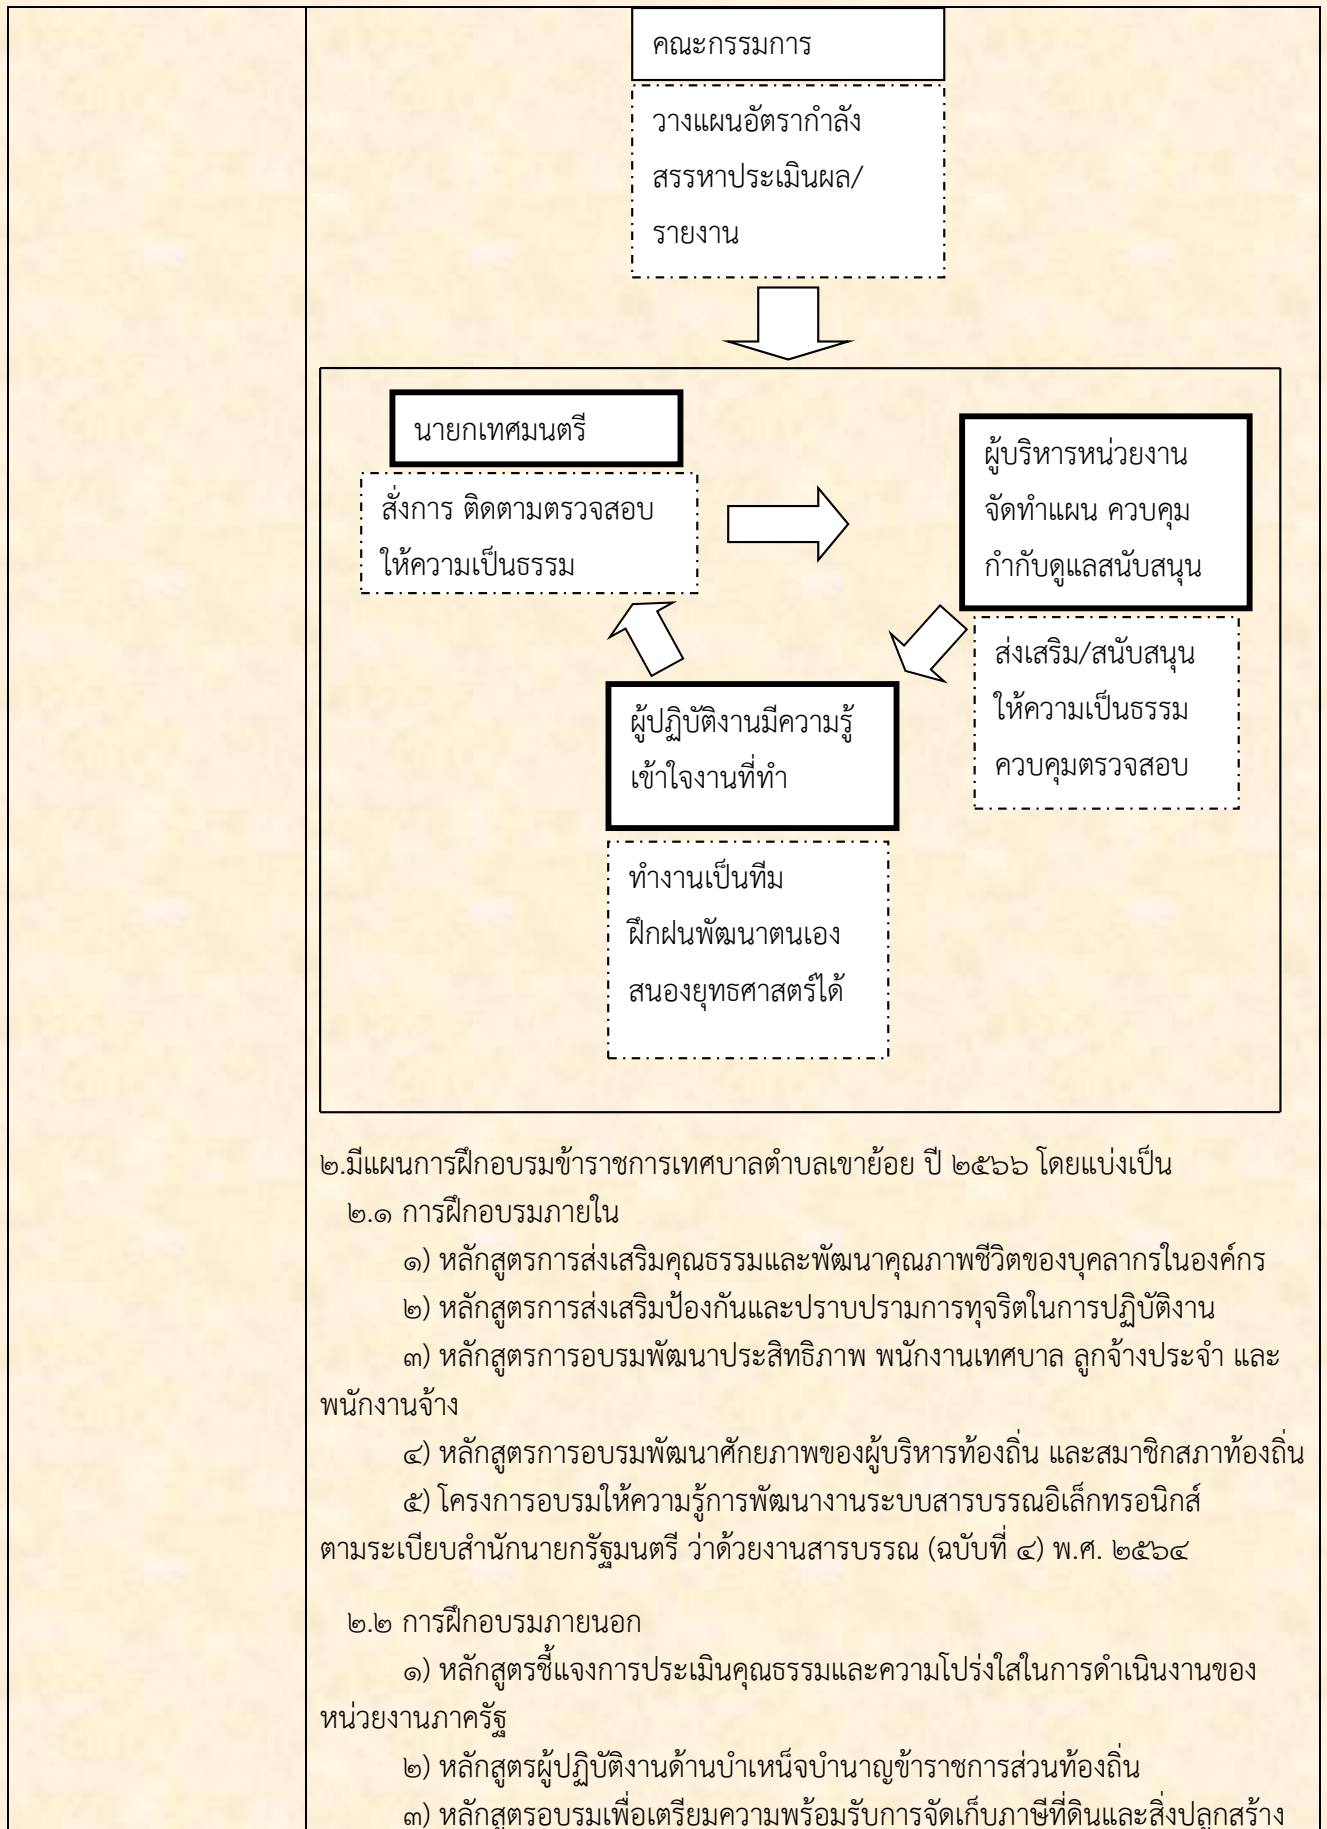 คณะกรรมการ
วางแผนอัตรากำลัง
สรรหาประเมินผล/
รายงาน
นายกเทศมนตรี
สั่งการ ติดตามตรวจสอบ
ให้ความเป็นธรรม
ผู้บริหารหน่วยงาน
จัดทำแผน ควบคุม
กำกับดูแลสนับสนุน
ส่งเสริม/สนับสนุน
ให้ความเป็นธรรม
ควบคุมตรวจสอบ
ผู้ปฏิบัติงานมีความรู้
เข้าใจงานที่ทำ
ทำงานเป็นทีม
ฝึกฝนพัฒนาตนเอง
สนองยุทธศาสตร์ได้
๒.มีแผนการฝึกอบรมข้าราชการเทศบาลตำบลเขาย้อย ปี ๒๕๖๖ โดยแบ่งเป็น
๒.๑ การฝึกอบรมภายใน
๑) หลักสูตรการส่งเสริมคุณธรรมและพัฒนาคุณภาพชีวิตของบุคลากรในองค์กร
๒) หลักสูตรการส่งเสริมป้องกันและปราบปรามการทุจริตในการปฏิบัติงาน
๓) หลักสูตรการอบรมพัฒนาประสิทธิภาพ พนักงานเทศบาล ลูกจ้างประจำ และ
พนักงานจ้าง
๔) หลักสูตรการอบรมพัฒนาศักยภาพของผู้บริหารท้องถิ่น และสมาชิกสภาท้องถิ่น
๕) โครงการอบรมให้ความรู้การพัฒนางานระบบสารบรรณอิเล็กทรอนิกส์
ตามระเบียบสำนักนายกรัฐมนตรี ว่าด้วยงานสารบรรณ (ฉบับที่ ๔) พ.ศ. ๒๕๖๔
๒.๒ การฝึกอบรมภายนอก
๑) หลักสูตรชี้แจงการประเมินคุณธรรมและความโปร่งใสในการดำเนินงานของ
หน่วยงานภาครัฐ
๒) หลักสูตรผู้ปฏิบัติงานด้านบำเหน็จบำนาญข้าราชการส่วนท้องถิ่น
๓) หลักสูตรอบรมเพื่อเตรียมความพร้อมรับการจัดเก็บภาษีที่ดินและสิ่งปลูกสร้าง